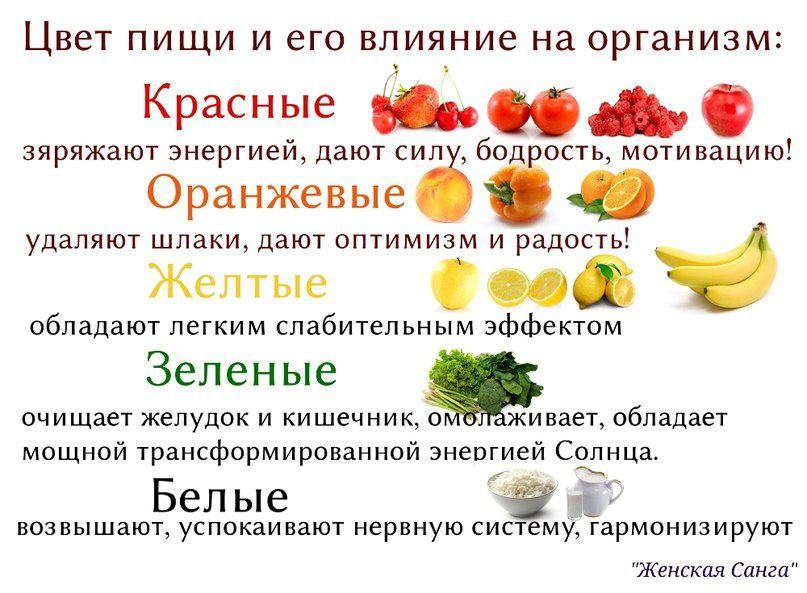 Цвет пищи и его влияние на организм:
Красные
зяряжают энергией, дают силу, бодрость, мотивацию!
Оранжевые
удаляют шлаки, дают оптимизм и радость!
Желтые
обладают легким слабительным эффектом
Зеленые
очищает желудок и кишечник, омолаживает, обладает
мощной трансформированной энергией Солнца.
Белые
возвышают, успокаивают нервную систему, гармонизируют
"Женская Санга"